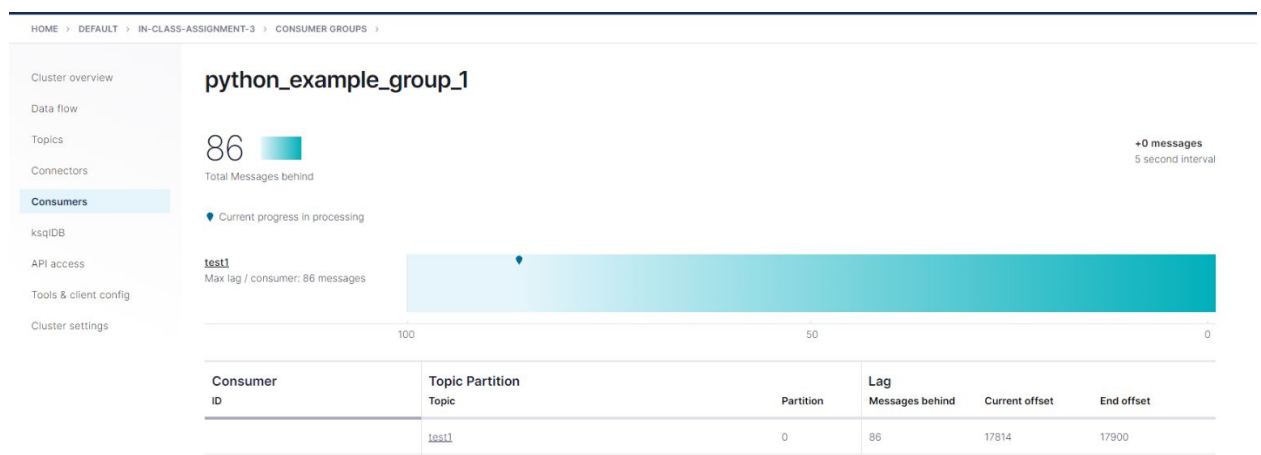 HOME > DEFAULT > IN-CLASS-ASSIGNMENT-3 > CONSUMER GROUPS >
Cluster overview
Data flow
Topics
Connectors
Consumers
ksqlDB
API access
Tools & client config
Cluster settings
python_example_group_1
86
Total Messages behind
+0 messages
5 second interval
Current progress in processing
test1
Max lag / consumer: 86 messages
100 50 0
Consumer Topic Partition Lag
ID Topic Partition Messages behind Current offset End offset
test1 0 86 17814 17900